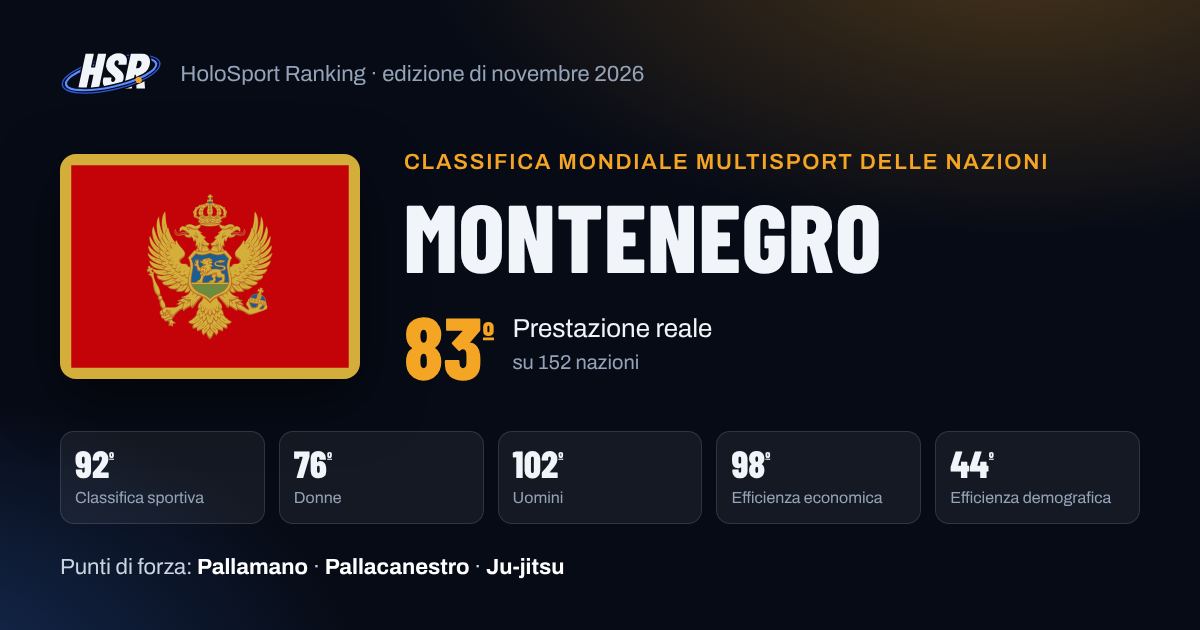 HSR
HoloSport Ranking · edizione di novembre 2026
CLASSIFICA MONDIALE MULTISPORT DELLE NAZIONI
MONTENEGRO
83º
Prestazione reale
su 152 nazioni
92º
Classifica sportiva
76º
Donne
102º
Uomini
98º
Efficienza economica
44º
Efficienza demografica
Punti di forza: Pallamano · Pallacanestro · Ju-jitsu